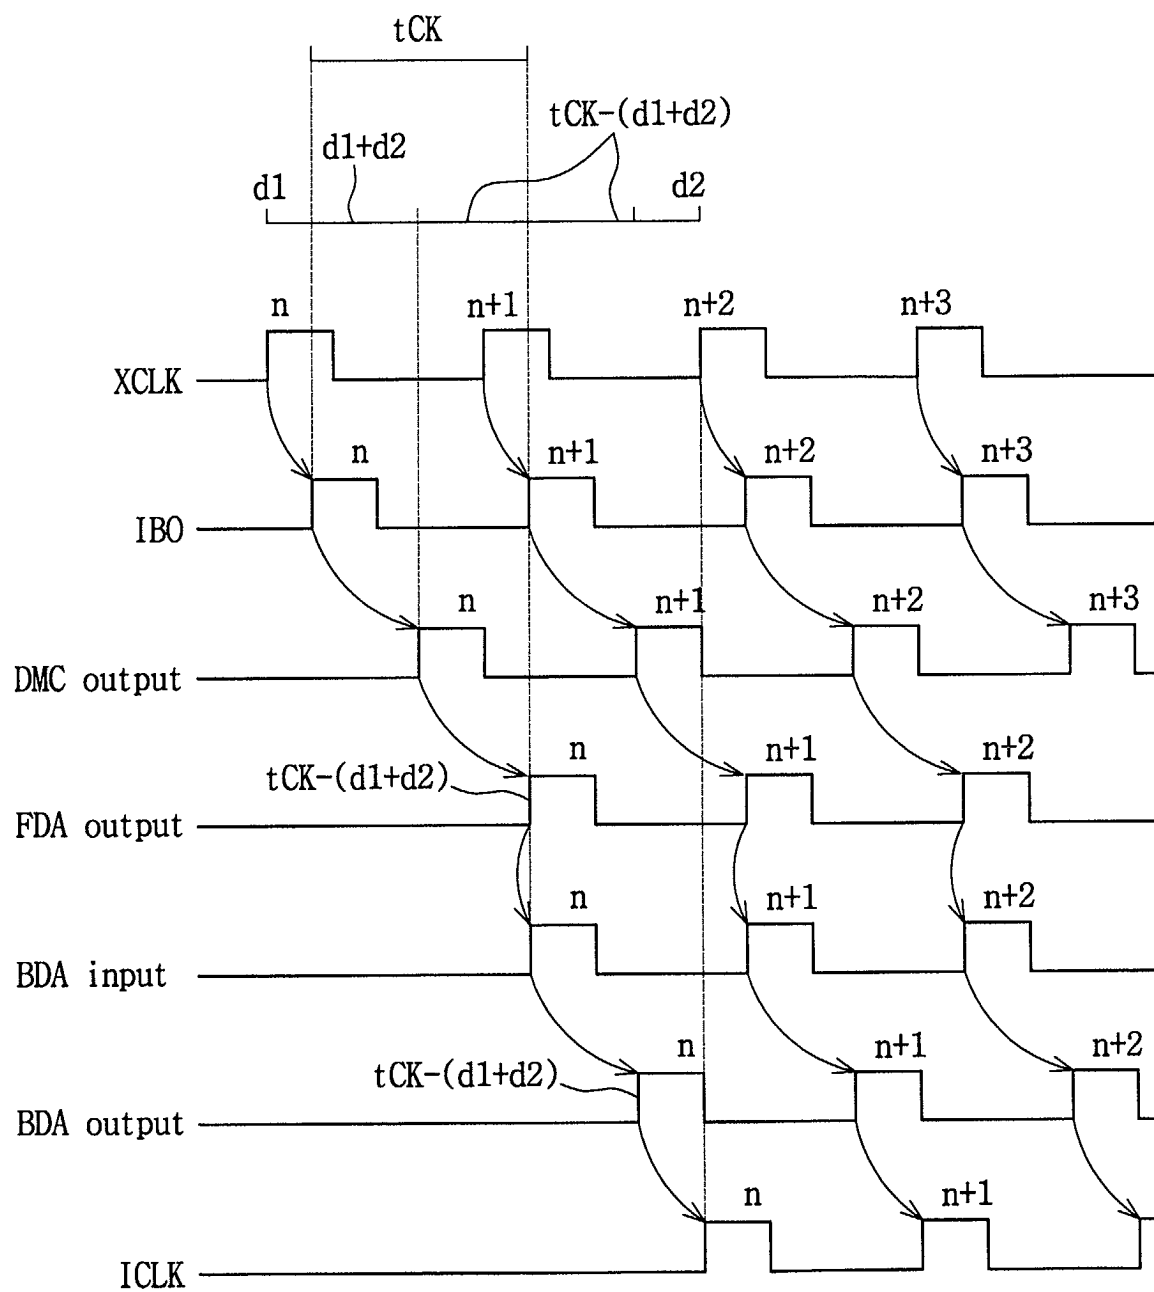 tCK
tCK-(d1+d2)
d1+d2
d1
d2
n
n+1
n+2
n+3
XCLK
n
n+1
n+2
n+3
IBO
n
n+1
n+2
n+3
DMC output
n
n+1
n+2
tCK-(d1+d2)
FDA output
n
n+1
n+2
BDA input
n
n+1
n+2
tCK-(d1+d2)
BDA output
n
n+1
ICLK